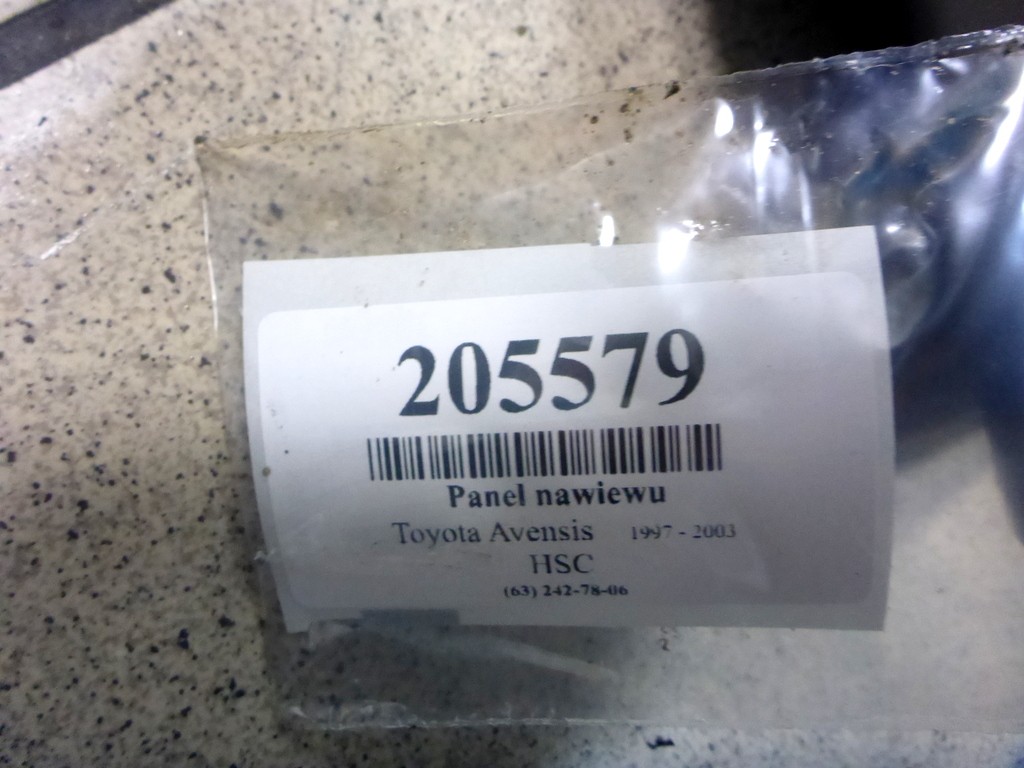 205579
Panel nawiewu
Toyota Avensis 1997 - 2003
HSC
(63) 242-78-06